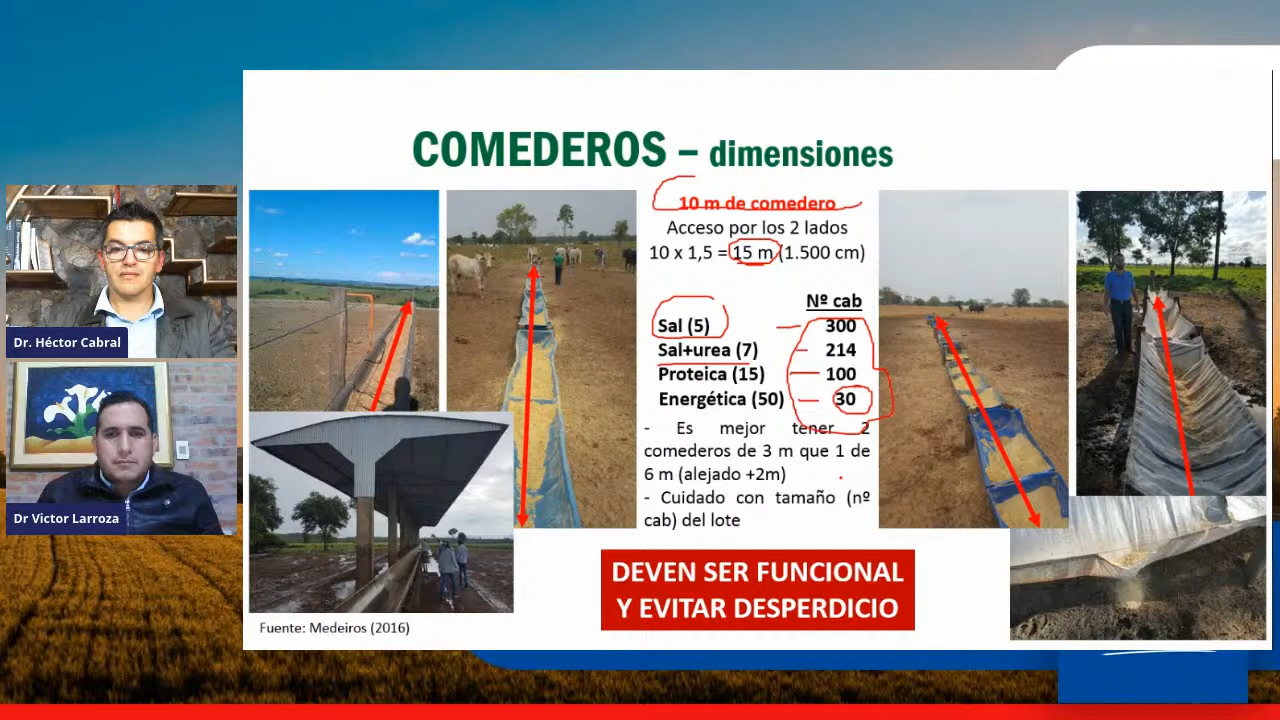 COMEDEROS – dimensiones
10 m de comedero
Acceso por los 2 lados
10 x 1,5 = 15 m (1.500 cm)
Nº cab
Sal (5) 300
Sal+urea (7) 214
Proteica (15) 100
Energética (50) 30
- Es mejor tener 2
comederos de 3 m que 1 de
6 m (alejado +2m)
- Cuidado con tamaño (nº
cab) del lote
DEVEN SER FUNCIONAL
Y EVITAR DESPERDICIO
Fuente: Medeiros (2016)
Dr. Héctor Cabral
Dr Victor Larroza